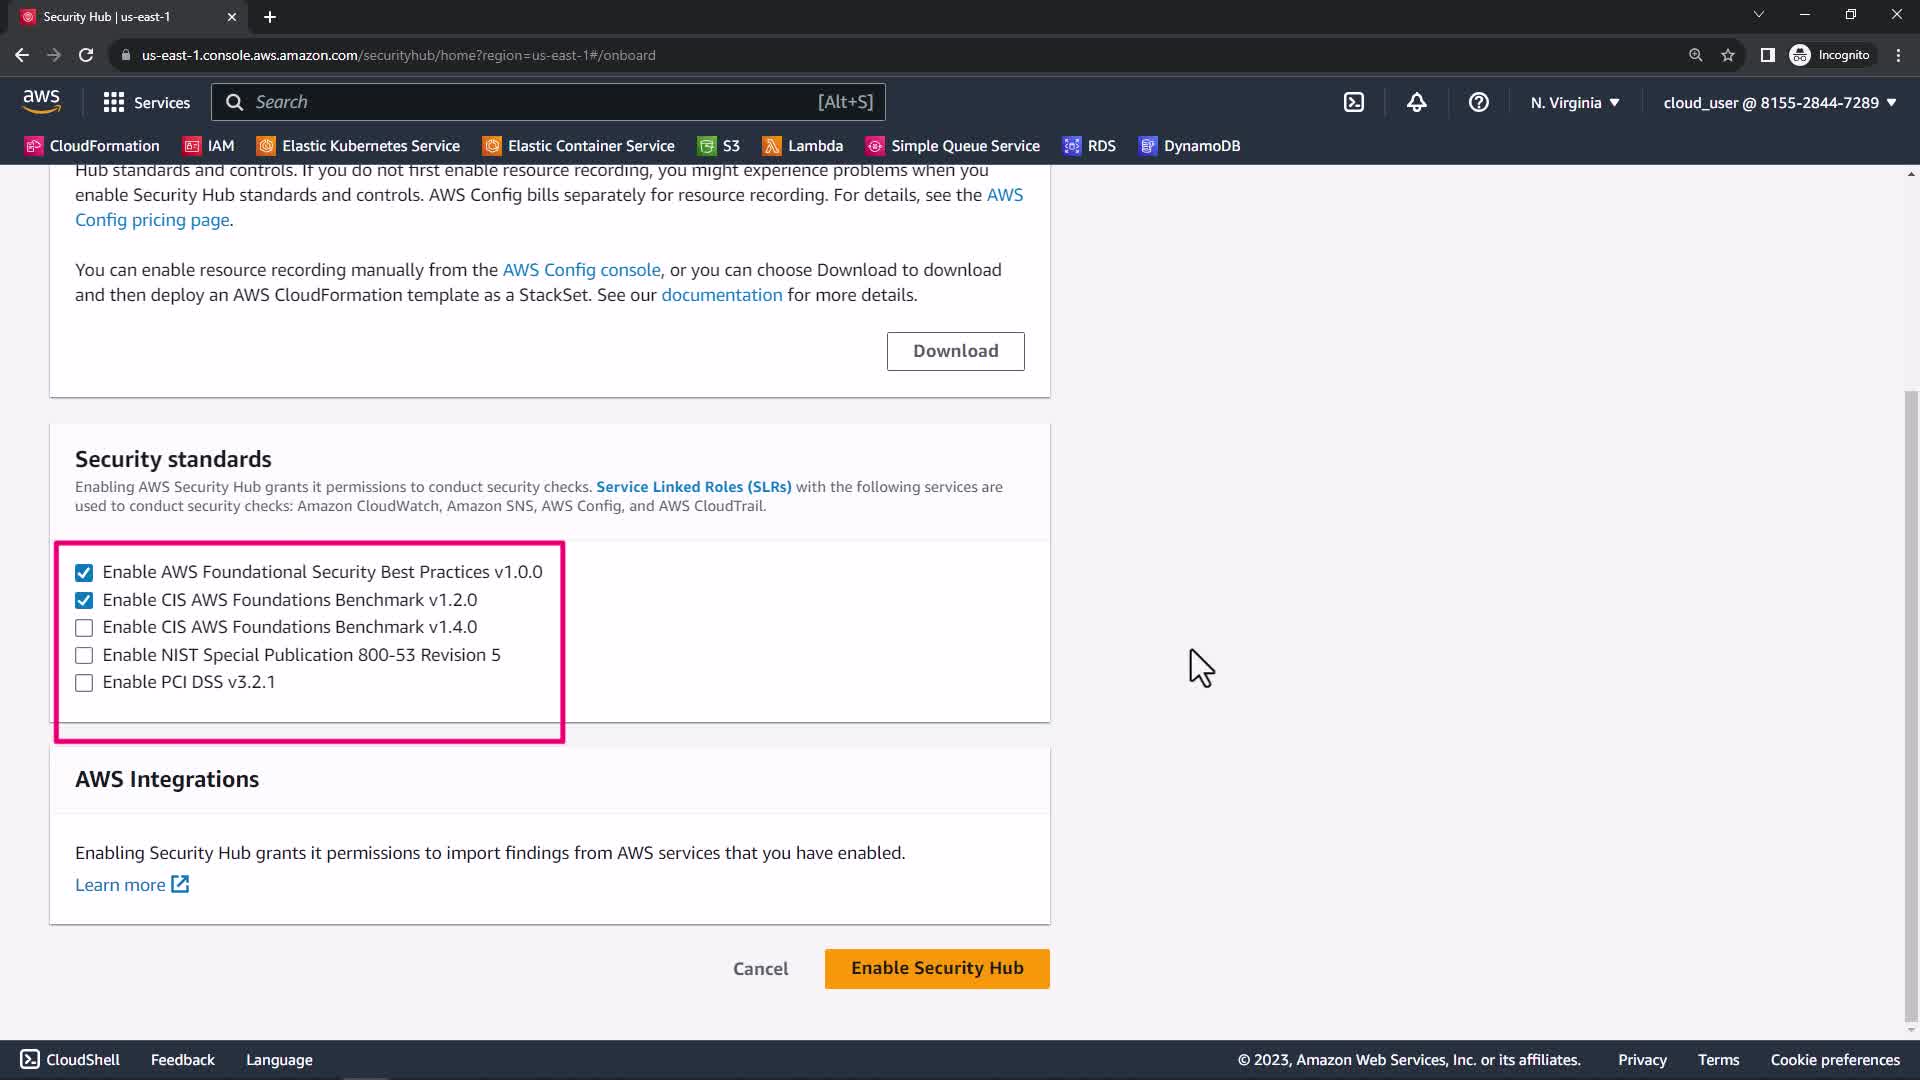 Security Hub | us-east-1
us-east-1.console.aws.amazon.com/securityhub/home?region=us-east-1#/onboard
Incognito
aws
Services
Search
[Alt+S]
N. Virginia
cloud_user @ 8155-2844-7289
CloudFormation
IAM
Elastic Kubernetes Service
Elastic Container Service
S3
Lambda
Simple Queue Service
RDS
DynamoDB
Hub standards and controls. If you do not first enable resource recording, you might experience problems when you
enable Security Hub standards and controls. AWS Config bills separately for resource recording. For details, see the AWS
Config pricing page.
You can enable resource recording manually from the AWS Config console, or you can choose Download to download
and then deploy an AWS CloudFormation template as a StackSet. See our documentation for more details.
Download
Security standards
Enabling AWS Security Hub grants it permissions to conduct security checks. Service Linked Roles (SLRs) with the following services are
used to conduct security checks: Amazon CloudWatch, Amazon SNS, AWS Config, and AWS CloudTrail.
Enable AWS Foundational Security Best Practices v1.0.0
Enable CIS AWS Foundations Benchmark v1.2.0
Enable CIS AWS Foundations Benchmark v1.4.0
Enable NIST Special Publication 800-53 Revision 5
Enable PCI DSS v3.2.1
AWS Integrations
Enabling Security Hub grants it permissions to import findings from AWS services that you have enabled.
Learn more
Cancel
Enable Security Hub
CloudShell
Feedback
Language
© 2023, Amazon Web Services, Inc. or its affiliates.
Privacy
Terms
Cookie preferences